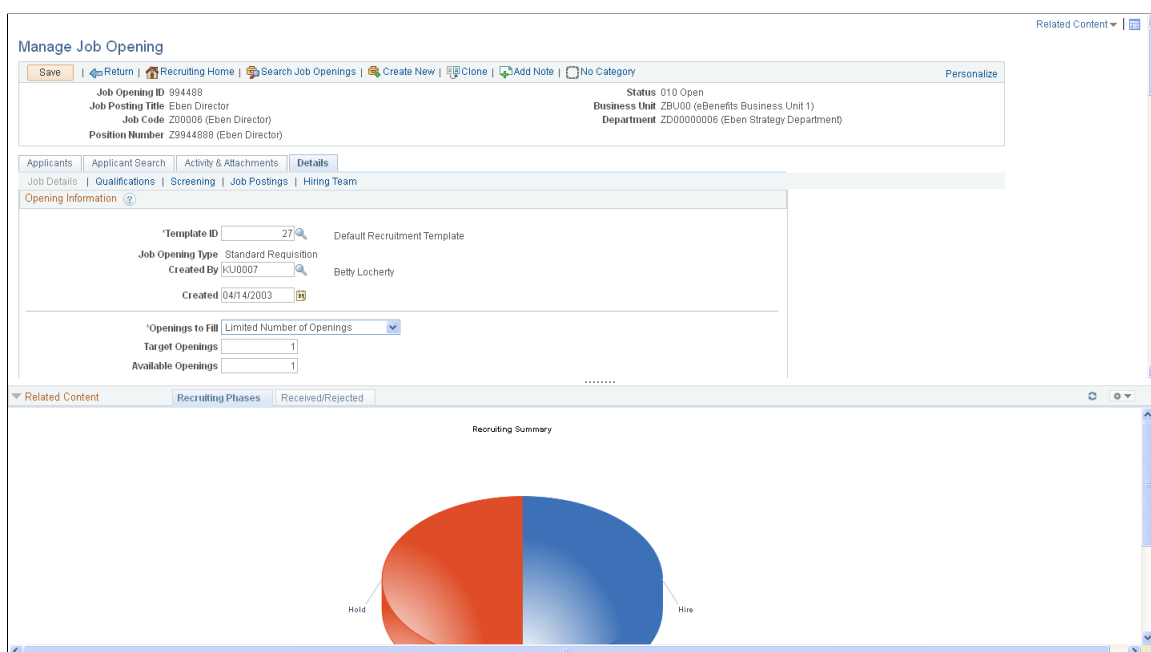 Related Content
Manage Job Opening
Save | Return | Recruiting Home | Search Job Openings | Create New | Clone | Add Note | No Category Personalize
Job Opening ID 994488 Status 010 Open
Job Posting Title Eben Director Business Unit ZBU00 (eBenefits Business Unit 1)
Job Code Z00006 (Eben Director) Department ZD00000006 (Eben Strategy Department)
Position Number Z9944888 (Eben Director)
Applicants Applicant Search Activity & Attachments Details
Job Details | Qualifications | Screening | Job Postings | Hiring Team
Opening Information ?
*Template ID 27 Default Recruitment Template
Job Opening Type Standard Requisition
Created By KU0007 Betty Locherty
Created 04/14/2003 31
*Openings to Fill Limited Number of Openings
Target Openings 1
Available Openings 1
Related Content Recruiting Phases Received/Rejected
Recruiting Summary
Hold Hire